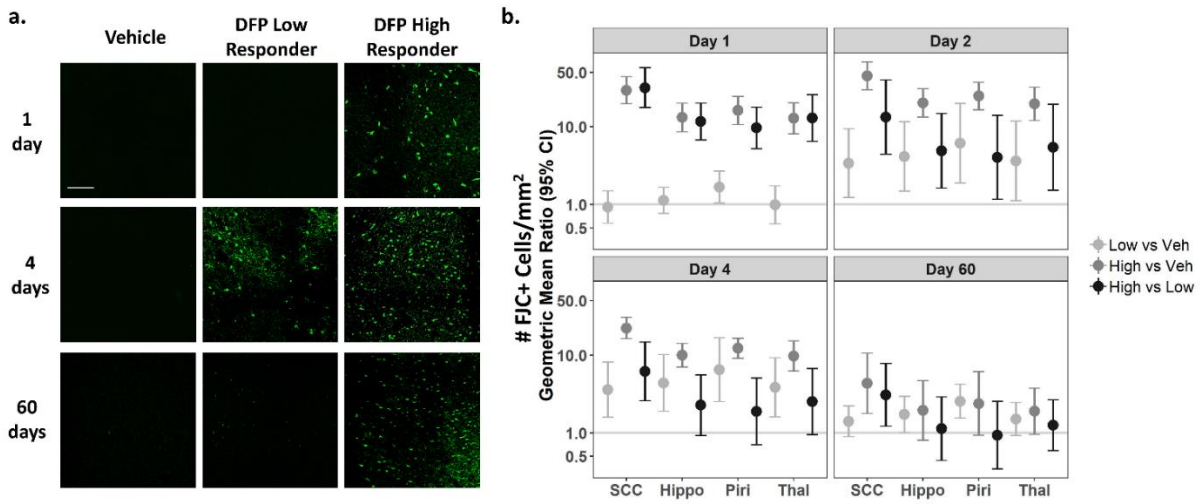 a.
Vehicle
DFP Low
Responder
DFP High
Responder
1
day
4
days
60
days
b.
# FJC+ Cells/mm²
Geometric Mean Ratio (95% CI)
Day 1
Day 2
50.0
10.0
1.0
0.5
Day 4
Day 60
50.0
10.0
1.0
0.5
SCC Hippo Piri Thal
SCC Hippo Piri Thal
Low vs Veh
High vs Veh
High vs Low